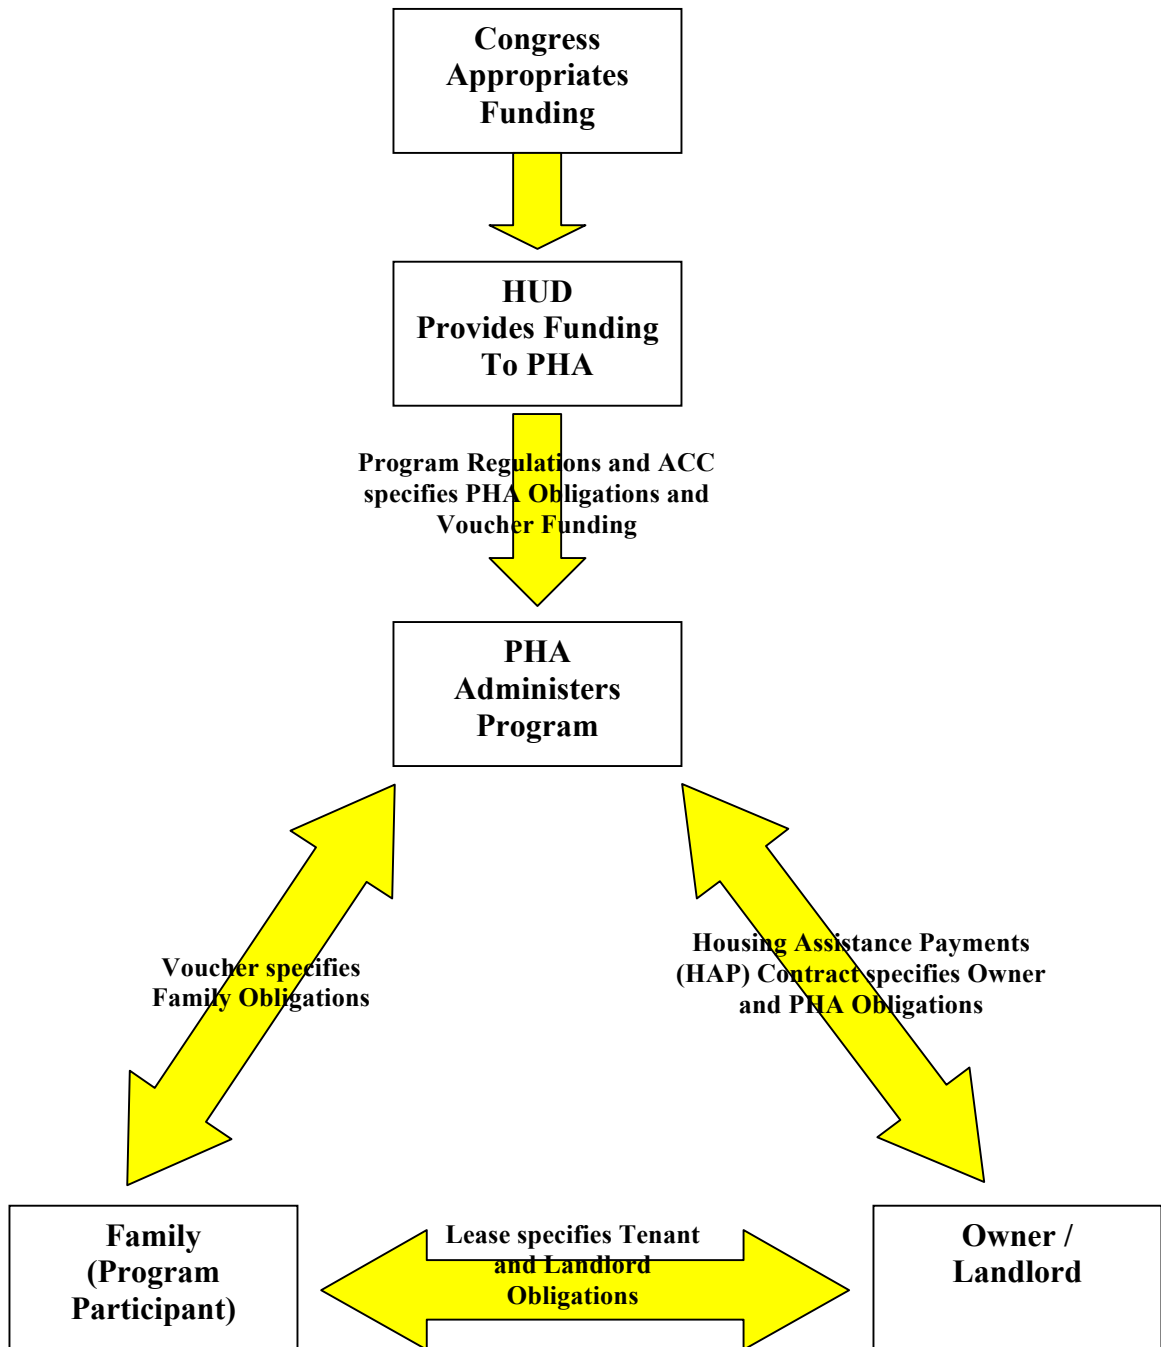 Congress
Appropriates
Funding
HUD
Provides Funding
To PHA
Program Regulations and ACC
specifies PHA Obligations and
Voucher Funding
PHA
Administers
Program
Voucher specifies
Family Obligations
Housing Assistance Payments
(HAP) Contract specifies Owner
and PHA Obligations
Family
(Program
Participant)
Lease specifies Tenant
and Landlord
Obligations
Owner /
Landlord